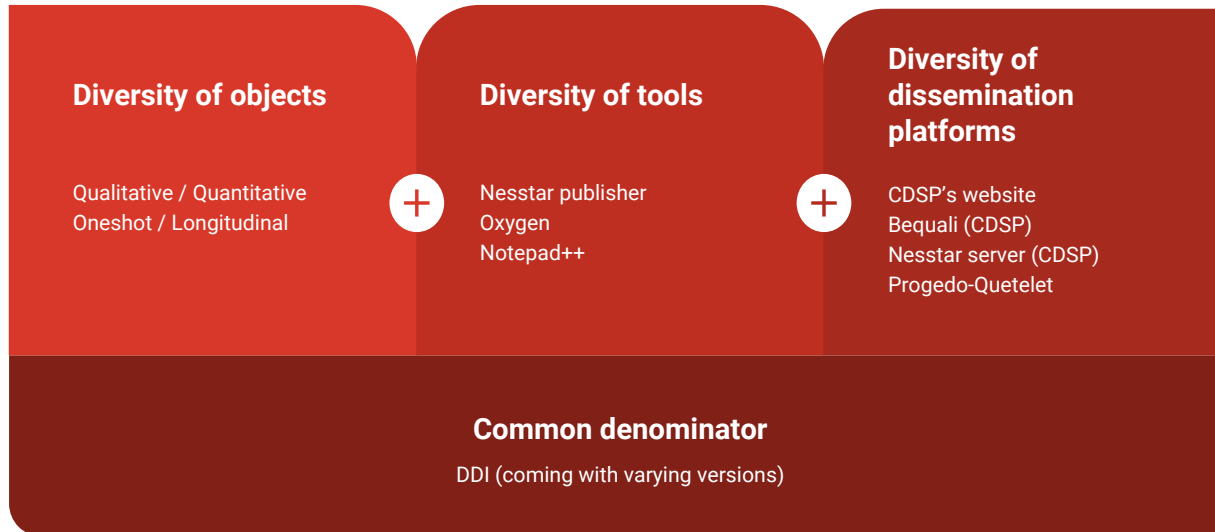 Diversity of objects
Qualitative / Quantitative
Oneshot / Longitudinal
+
Diversity of tools
Nesstar publisher
Oxygen
Notepad++
+
Diversity of
dissemination
platforms
CDSP’s website
Bequali (CDSP)
Nesstar server (CDSP)
Progedo-Quetelet
Common denominator
DDI (coming with varying versions)